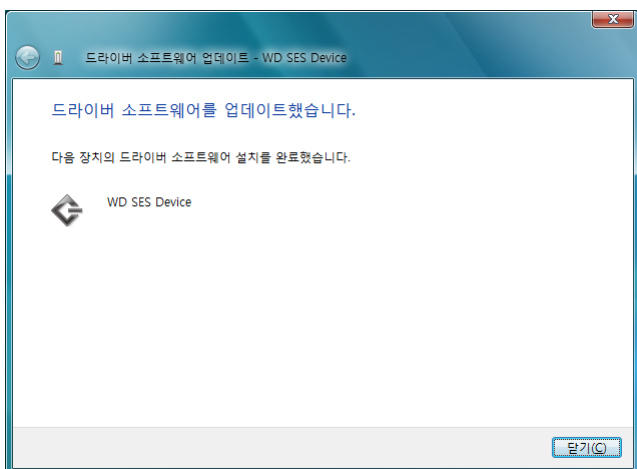 드라이버 소프트웨어 업데이트 - WD SES Device
드라이버 소프트웨어를 업데이트했습니다.
다음 장치의 드라이버 소프트웨어 설치를 완료했습니다.
WD SES Device
닫기(C)